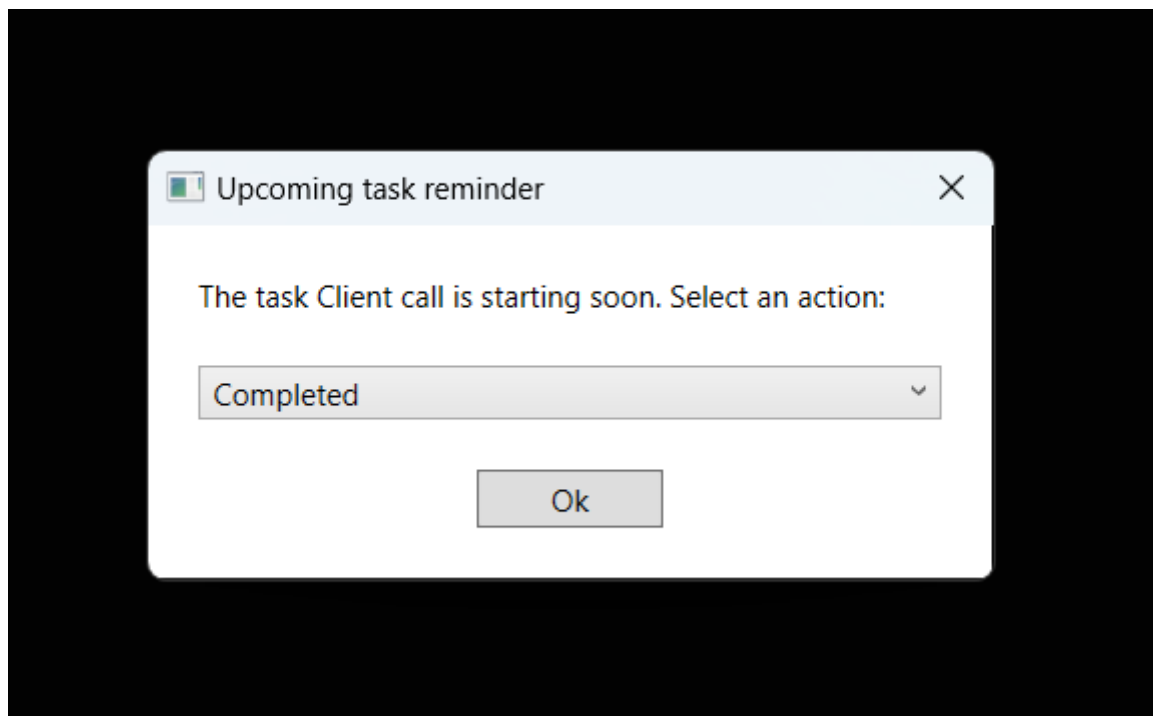 Upcoming task reminder
The task Client call is starting soon. Select an action:
Completed
Ok